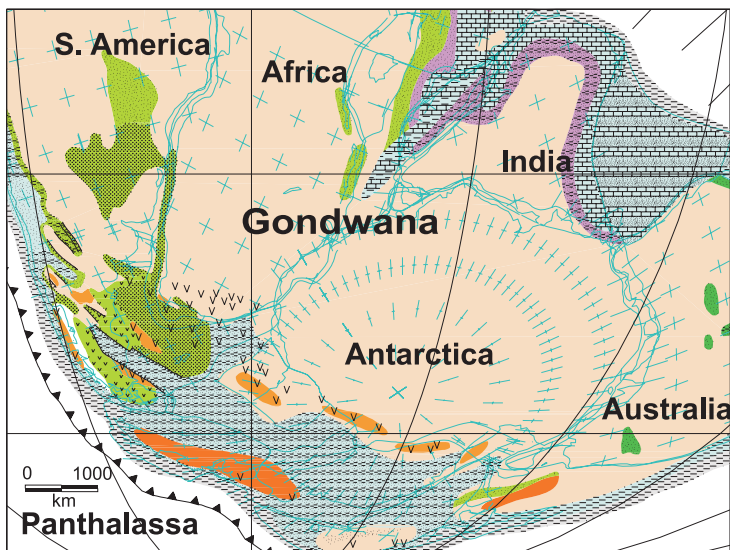 S. America
Africa
India
Gondwana
Antarctica
Australia
0 1000
km
Panthalassa